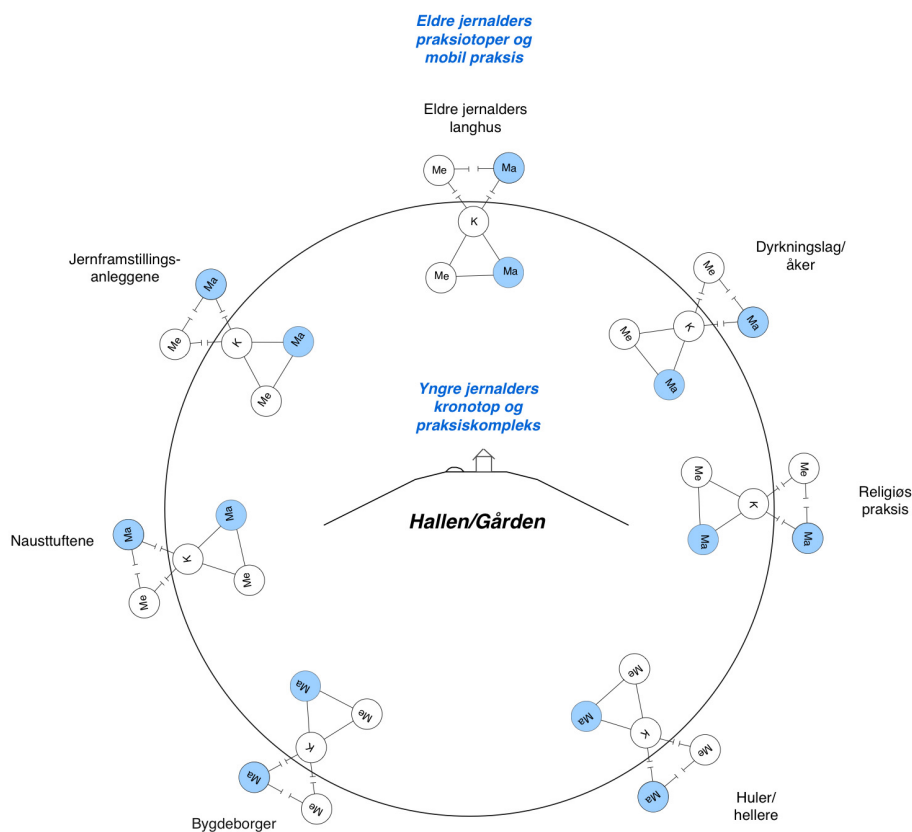 Eldre jernalders
praksiotoper og
mobil praksis
Eldre jernalders
langhus
Me
Ma
K
Me
Ma
Dyrkningslag/
åker
Me
Ma
K
Me
Ma
Jernframstillings-
anleggene
Ma
Me
K
Ma
Me
Yngre jernalders
kronotop og
praksiskompleks
Hallen/Gården
Religiøs
praksis
Me
Me
K
Ma
Ma
Nausttuftene
Ma
Ma
K
Me
Me
Bygdeborger
Ma
Me
K
Ma
Me
Huler/
hellere
Me
Ma
K
Me
Ma